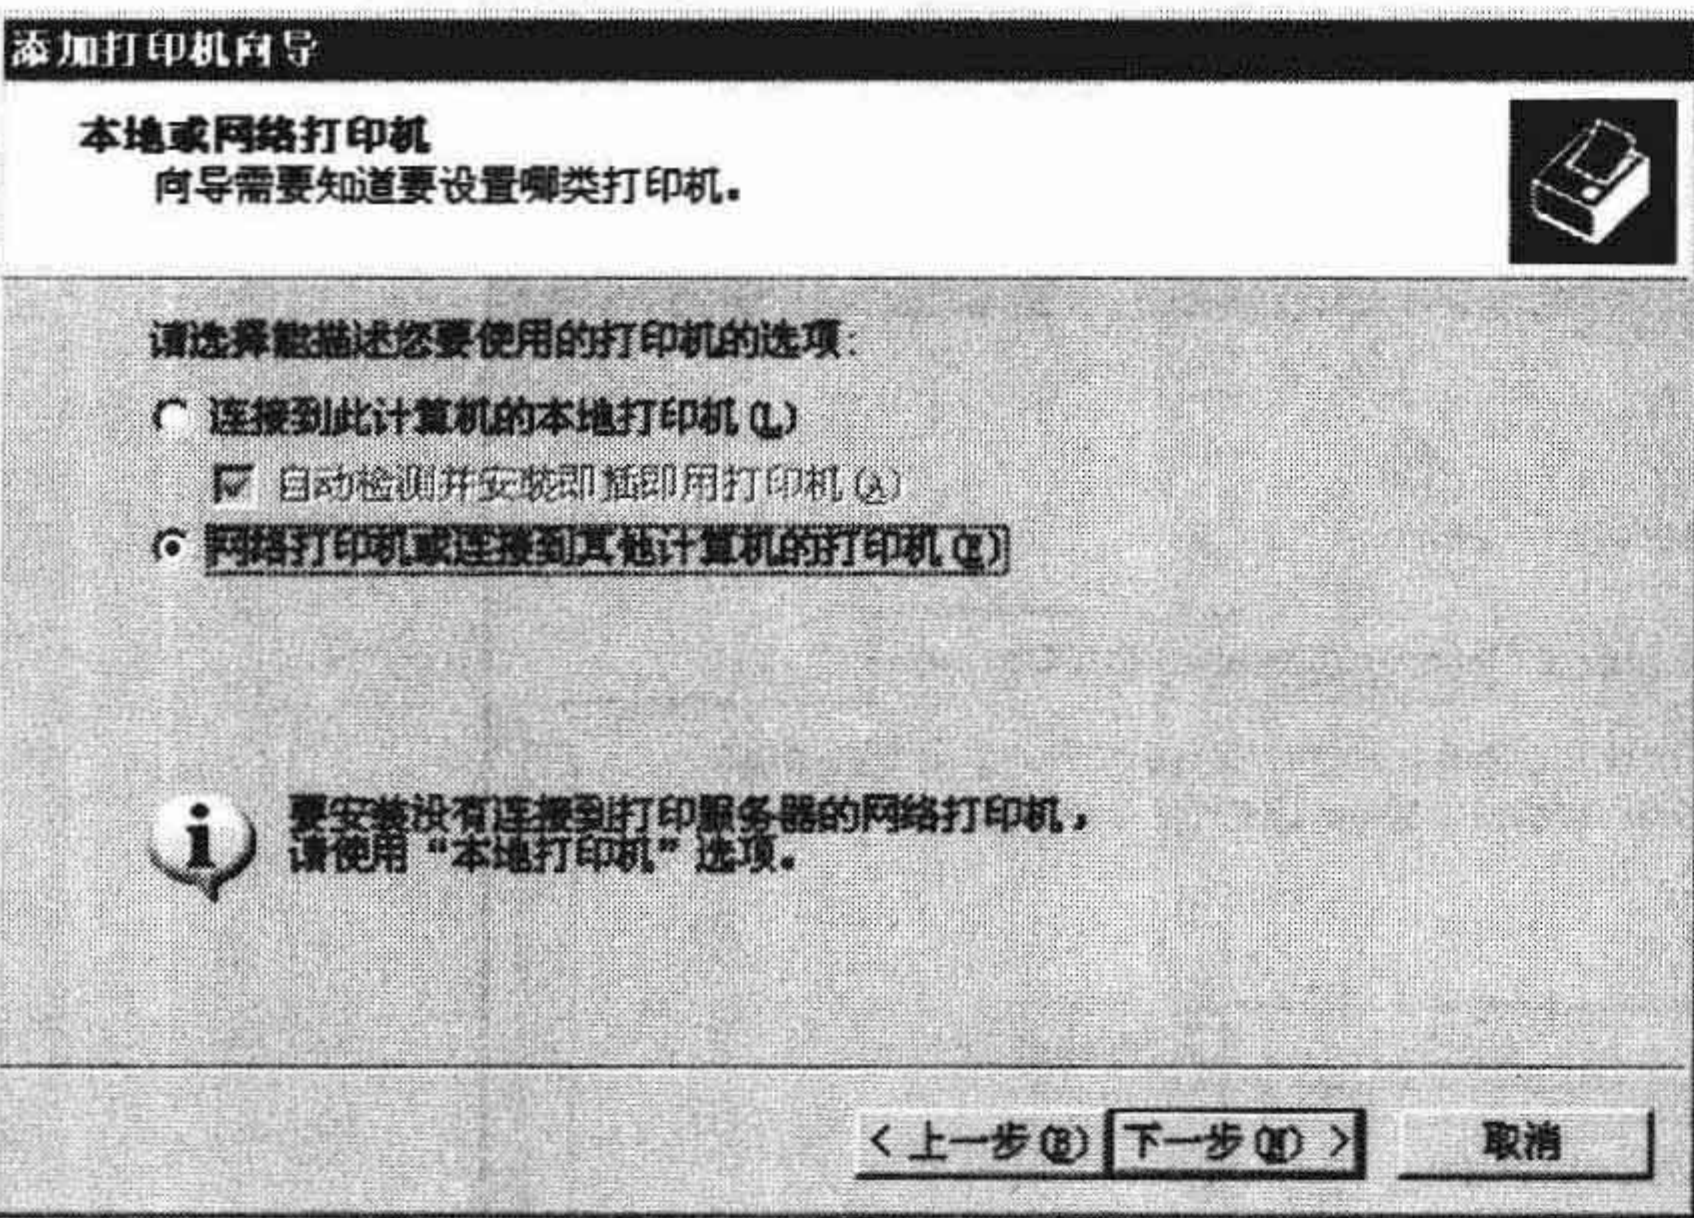 添加打印机向导
本地或网络打印机
向导需要知道要设置哪类打印机。
请选择能描述您要使用的打印机的选项:
连接到此计算机的本地打印机(L)
自动检测并安装即插即用打印机(A)
网络打印机或连接到其他计算机的打印机(E)
要安装没有连接到打印服务器的网络打印机，
请使用“本地打印机”选项。
< 上一步(B) 下一步(N) > 取消